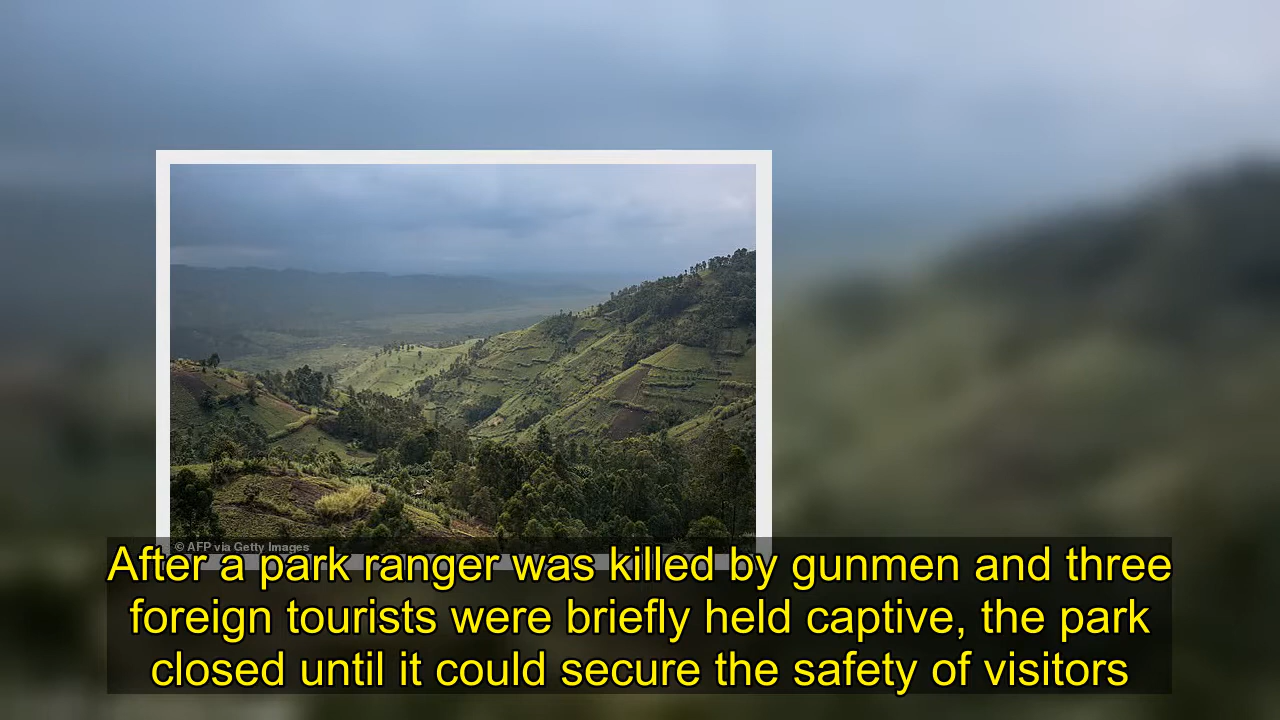 © AFP via Getty Images
After a park ranger was killed by gunmen and three
foreign tourists were briefly held captive, the park
closed until it could secure the safety of visitors